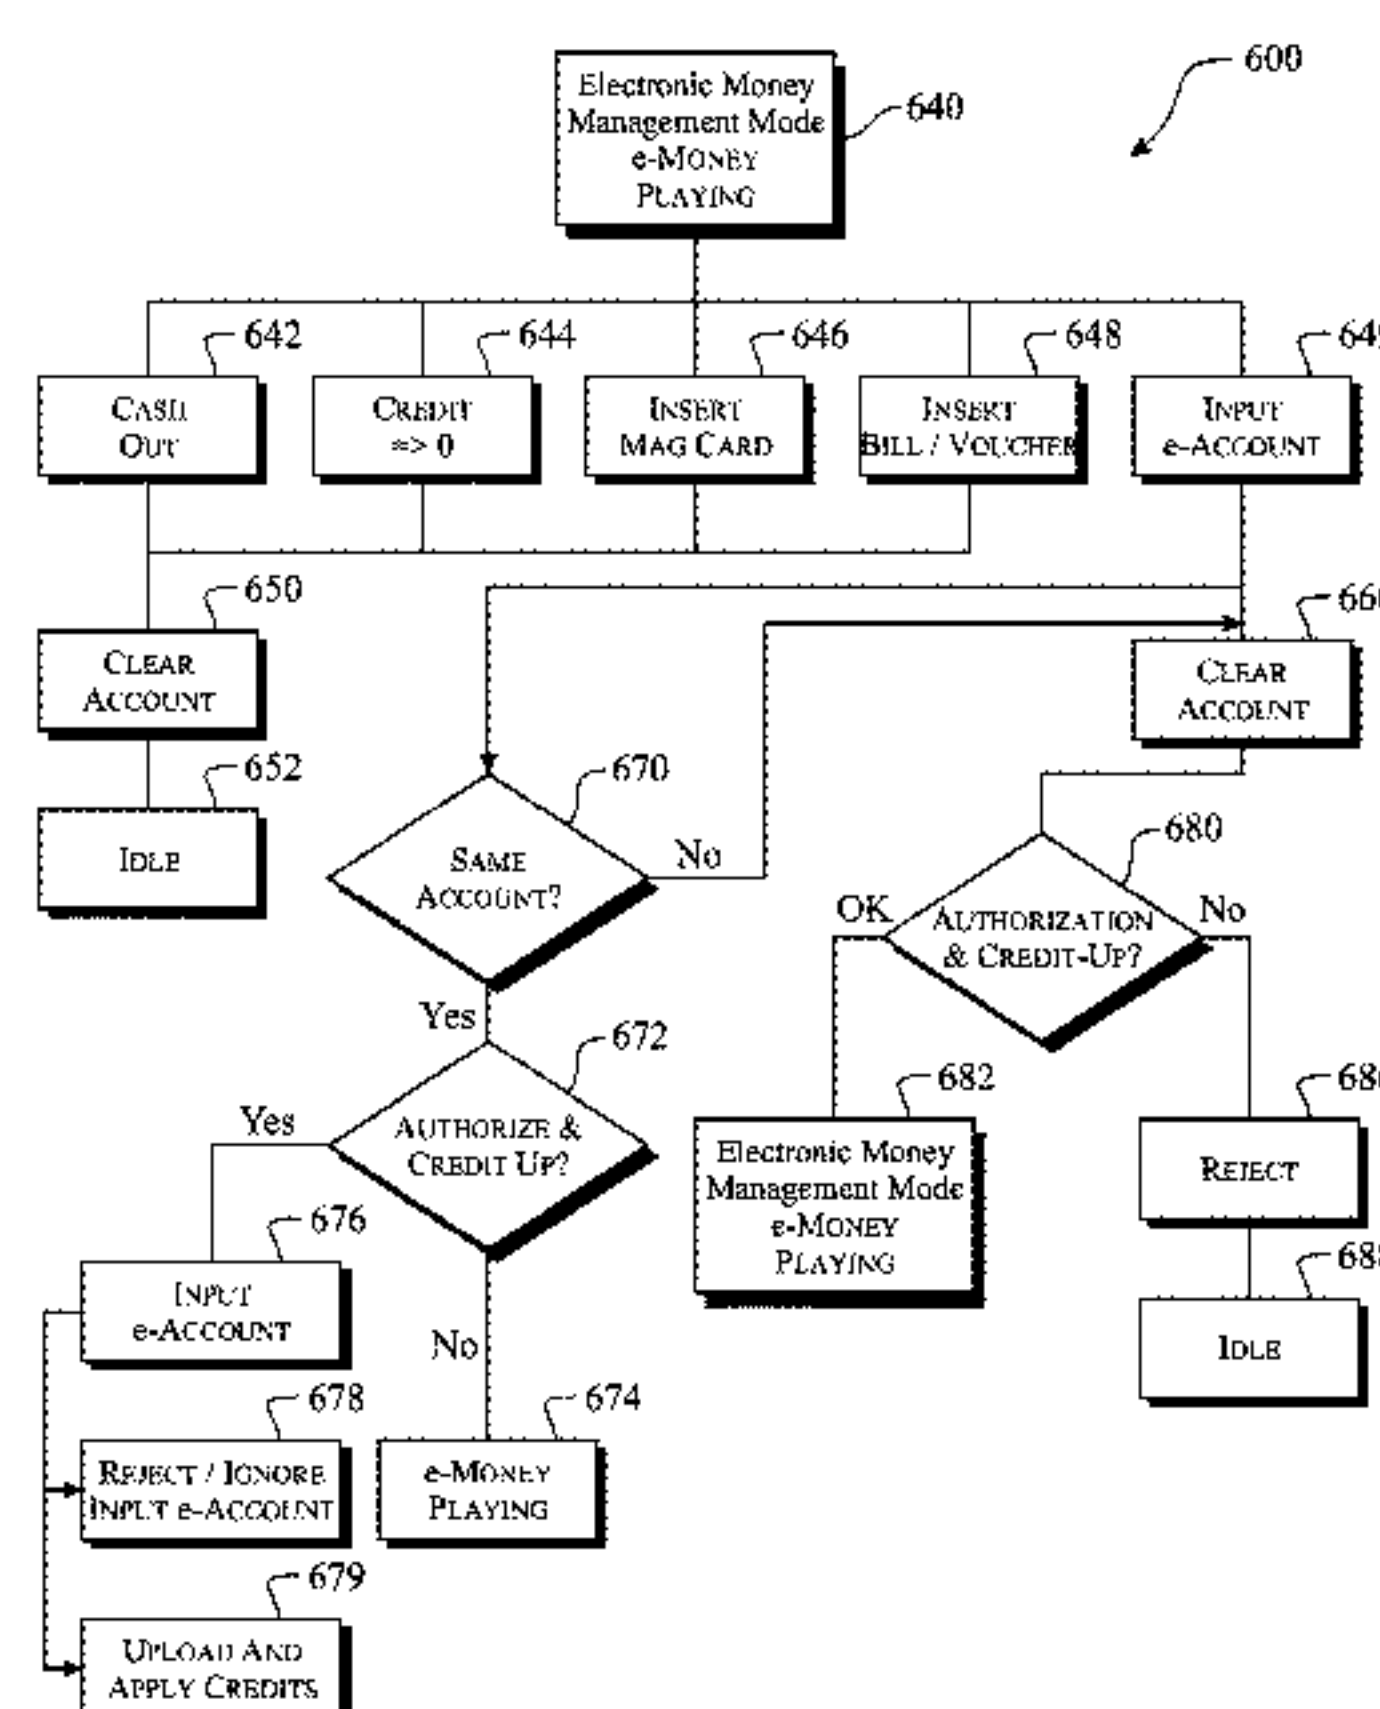 600
Electronic Money
Management Mode
e-MONEY
PLAYING
640
642
644
646
648
CASH
OUT
CREDIT
=> 0
INSERT
MAG CARD
INSERT
BILL / VOUCHER
INPUT
e-ACCOUNT
650
CLEAR
ACCOUNT
CLEAR
ACCOUNT
652
IDLE
670
SAME
ACCOUNT?
No
Yes
680
OK
AUTHORIZATION
& CREDIT-UP?
No
672
AUTHORIZE &
CREDIT UP?
Yes
No
682
Electronic Money
Management Mode
e-MONEY
PLAYING
REJECT
IDLE
676
INPUT
e-ACCOUNT
678
REJECT / IGNORE
INPUT e-ACCOUNT
674
e-MONEY
PLAYING
679
UPLOAD AND
APPLY CREDITS